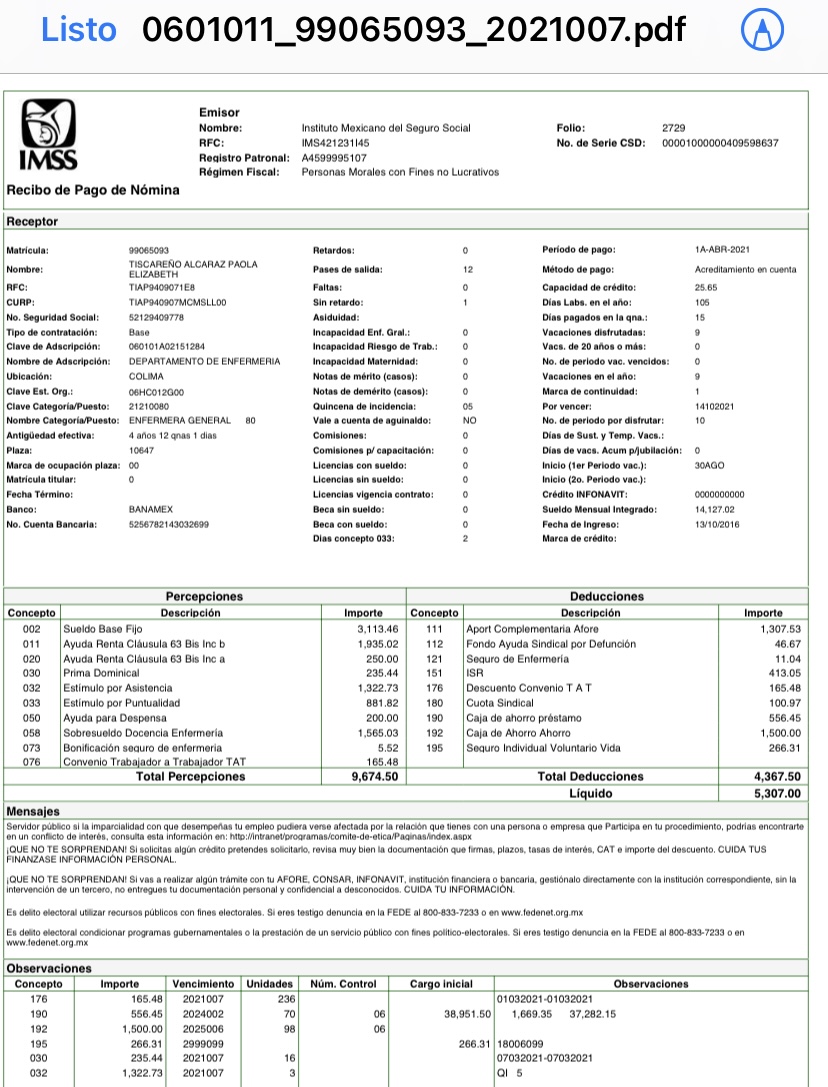 Listo 0601011_99065093_2021007.pdf
IMSS
Emisor
Nombre: Instituto Mexicano del Seguro Social Folio: 2729
RFC: IMS421231I45 No. de Serie CSD: 00001000000409598637
Registro Patronal: A4599995107
Régimen Fiscal: Personas Morales con Fines no Lucrativos
Recibo de Pago de Nómina
Receptor
Matrícula: 99065093 Retardos: 0 Período de pago: 1A-ABR-2021
Nombre: TISCAREÑO ALCARAZ PAOLA ELIZABETH Pases de salida: 12 Método de pago: Acreditamiento en cuenta
RFC: TIAP9409071E8 Faltas: 0 Capacidad de crédito: 25.65
CURP: TIAP940907MCMSLL00 Sin retardo: 1 Días Labs. en el año: 105
No. Seguridad Social: 52129409778 Asiduidad: Días pagados en la qna.: 15
Tipo de contratación: Base Incapacidad Enf. Gral.: 0 Vacaciones disfrutadas: 9
Clave de Adscripción: 060101A02151284 Incapacidad Riesgo de Trab.: 0 Vacs. de 20 años o más: 0
Nombre de Adscripción: DEPARTAMENTO DE ENFERMERIA Incapacidad Maternidad: 0 No. de periodo vac. vencidos: 0
Ubicación: COLIMA Notas de mérito (casos): 0 Vacaciones en el año: 9
Clave Est. Org.: 06HC012G00 Notas de demérito (casos): 0 Marca de continuidad: 1
Clave Categoría/Puesto: 21210080 Quincena de incidencia: 05 Por vencer: 14102021
Nombre Categoría/Puesto: ENFERMERA GENERAL 80 Vale a cuenta de aguinaldo: NO No. de periodo por disfrutar: 10
Antigüedad efectiva: 4 años 12 qnas 1 dias Comisiones: 0 Días de Sust. y Temp. Vacs.:
Plaza: 10647 Comisiones p/ capacitación: 0 Días de vacs. Acum p/jubilación: 0
Marca de ocupación plaza: 00 Licencias con sueldo: 0 Inicio (1er Periodo vac.): 30AGO
Matrícula titular: 0 Licencias sin sueldo: 0 Inicio (2o. Periodo vac.):
Fecha Término: Licencias vigencia contrato: 0 Crédito INFONAVIT: 0000000000
Banco: BANAMEX Beca sin sueldo: 0 Sueldo Mensual Integrado: 14,127.02
No. Cuenta Bancaria: 5256782143032699 Beca con sueldo: 0 Fecha de Ingreso: 13/10/2016
Dias concepto 033: 2 Marca de crédito:
Percepciones Deducciones
Concepto Descripción Importe Concepto Descripción Importe
002 Sueldo Base Fijo 3,113.46 111 Aport Complementaria Afore 1,307.53
011 Ayuda Renta Cláusula 63 Bis Inc b 1,935.02 112 Fondo Ayuda Sindical por Defunción 46.67
020 Ayuda Renta Cláusula 63 Bis Inc a 250.00 121 Seguro de Enfermería 11.04
030 Prima Dominical 235.44 151 ISR 413.05
032 Estímulo por Asistencia 1,322.73 176 Descuento Convenio T A T 165.48
033 Estímulo por Puntualidad 881.82 180 Cuota Sindical 100.97
050 Ayuda para Despensa 200.00 190 Caja de ahorro préstamo 556.45
058 Sobresueldo Docencia Enfermería 1,565.03 192 Caja de Ahorro Ahorro 1,500.00
073 Bonificación seguro de enfermeria 5.52 195 Seguro Individual Voluntario Vida 266.31
076 Convenio Trabajador a Trabajador TAT 165.48
Total Percepciones 9,674.50 Total Deducciones 4,367.50
Líquido 5,307.00
Mensajes
Servidor público si la imparcialidad con que desempeñas tu empleo pudiera verse afectada por la relación que tienes con una persona o empresa que Participa en tu procedimiento, podrías encontrarte
en un conflicto de interés, consulta esta información en: http://intranet/programas/comite-de-etica/Paginas/index.aspx
¡QUE NO TE SORPRENDAN! Si solicitas algún crédito pretendes solicitarlo, revisa muy bien la documentación que firmas, plazos, tasas de interés, CAT e importe del descuento. CUIDA TUS
FINANZASE INFORMACIÓN PERSONAL.
¡QUE NO TE SORPRENDAN! Si vas a realizar algún trámite con tu AFORE, CONSAR, INFONAVIT, institución financiera o bancaria, gestiónalo directamente con la institución correspondiente, sin la
intervención de un tercero, no entregues tu documentación personal y confidencial a desconocidos. CUIDA TU INFORMACIÓN.
Es delito electoral utilizar recursos públicos con fines electorales. Si eres testigo denuncia en la FEDE al 800-833-7233 o en www.fedenet.org.mx
Es delito electoral condicionar programas gubernamentales o la prestación de un servicio público con fines político-electorales. Si eres testigo denuncia en la FEDE al 800-833-7233 o en
www.fedenet.org.mx
Observaciones
Concepto Importe Vencimiento Unidades Núm. Control Cargo inicial Observaciones
176 165.48 2021007 236 01032021-01032021
190 556.45 2024002 70 06 38,951.50 1,669.35 37,282.15
192 1,500.00 2025006 98 06
195 266.31 2999099 266.31 18006099
030 235.44 2021007 16 07032021-07032021
032 1,322.73 2021007 3 QI 5